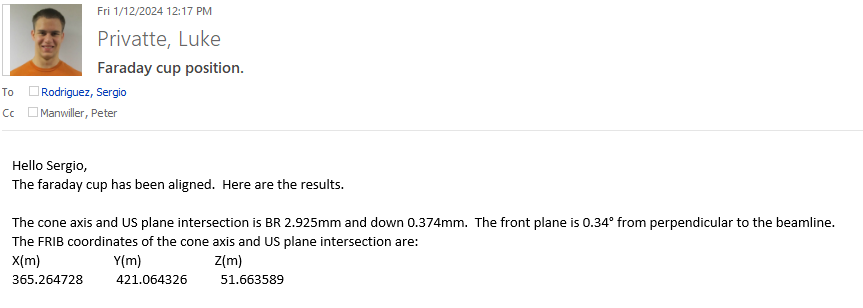 Fri 1/12/2024 12:17 PM
Privatte, Luke
Faraday cup position.
To Rodriguez, Sergio
Cc Manwiller, Peter
Hello Sergio,
The faraday cup has been aligned.  Here are the results.
The cone axis and US plane intersection is BR 2.925mm and down 0.374mm.  The front plane is 0.34° from perpendicular to the beamline.
The FRIB coordinates of the cone axis and US plane intersection are:
X(m) Y(m) Z(m)
365.264728 421.064326 51.663589